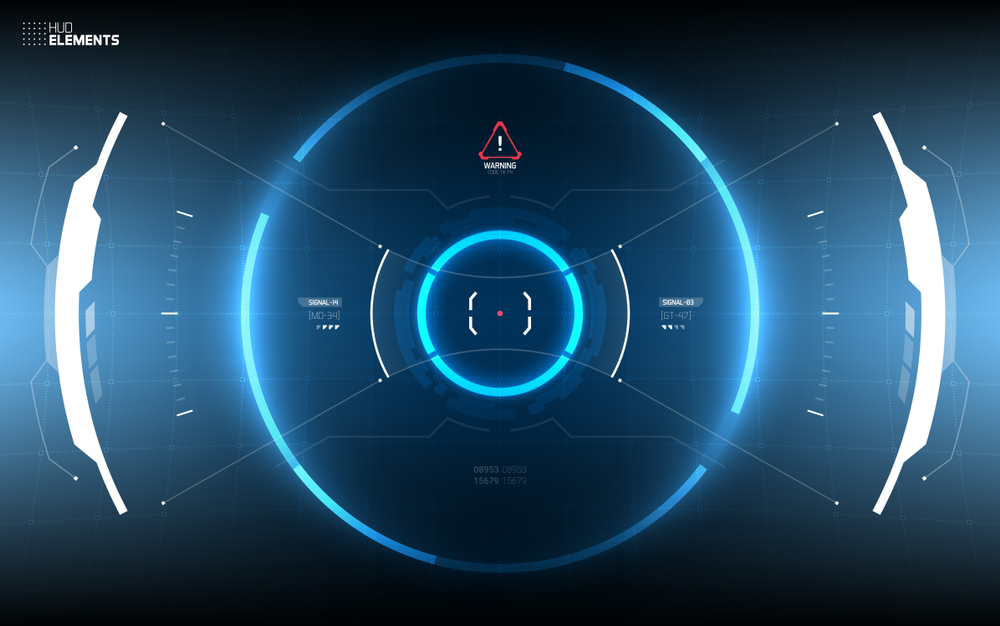 HUD
ELEMENTS
WARNING
SIGNAL-14
[MD-34]
SIGNAL-83
[GT-47]
08953 08953
15679 15679